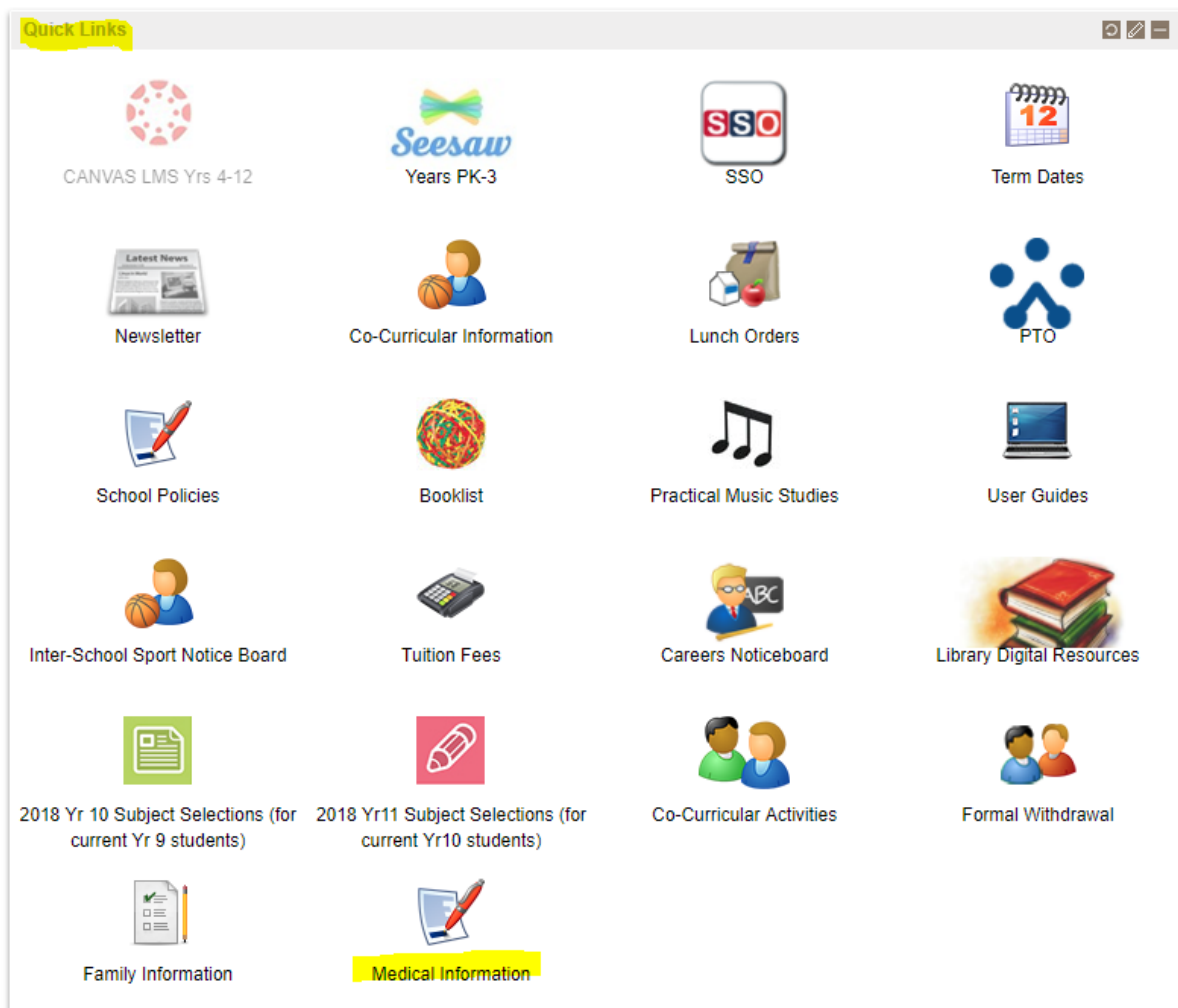 Quick Links
CANVAS LMS Yrs 4-12
Seesaw
Years PK-3
SSO
SSO
12
Term Dates
Latest News
Newsletter
Co-Curricular Information
Lunch Orders
PTO
School Policies
Booklist
Practical Music Studies
User Guides
Inter-School Sport Notice Board
Tuition Fees
ABC
Careers Noticeboard
Library Digital Resources
2018 Yr 10 Subject Selections (for
current Yr 9 students)
2018 Yr11 Subject Selections (for
current Yr10 students)
Co-Curricular Activities
Formal Withdrawal
Family Information
Medical Information